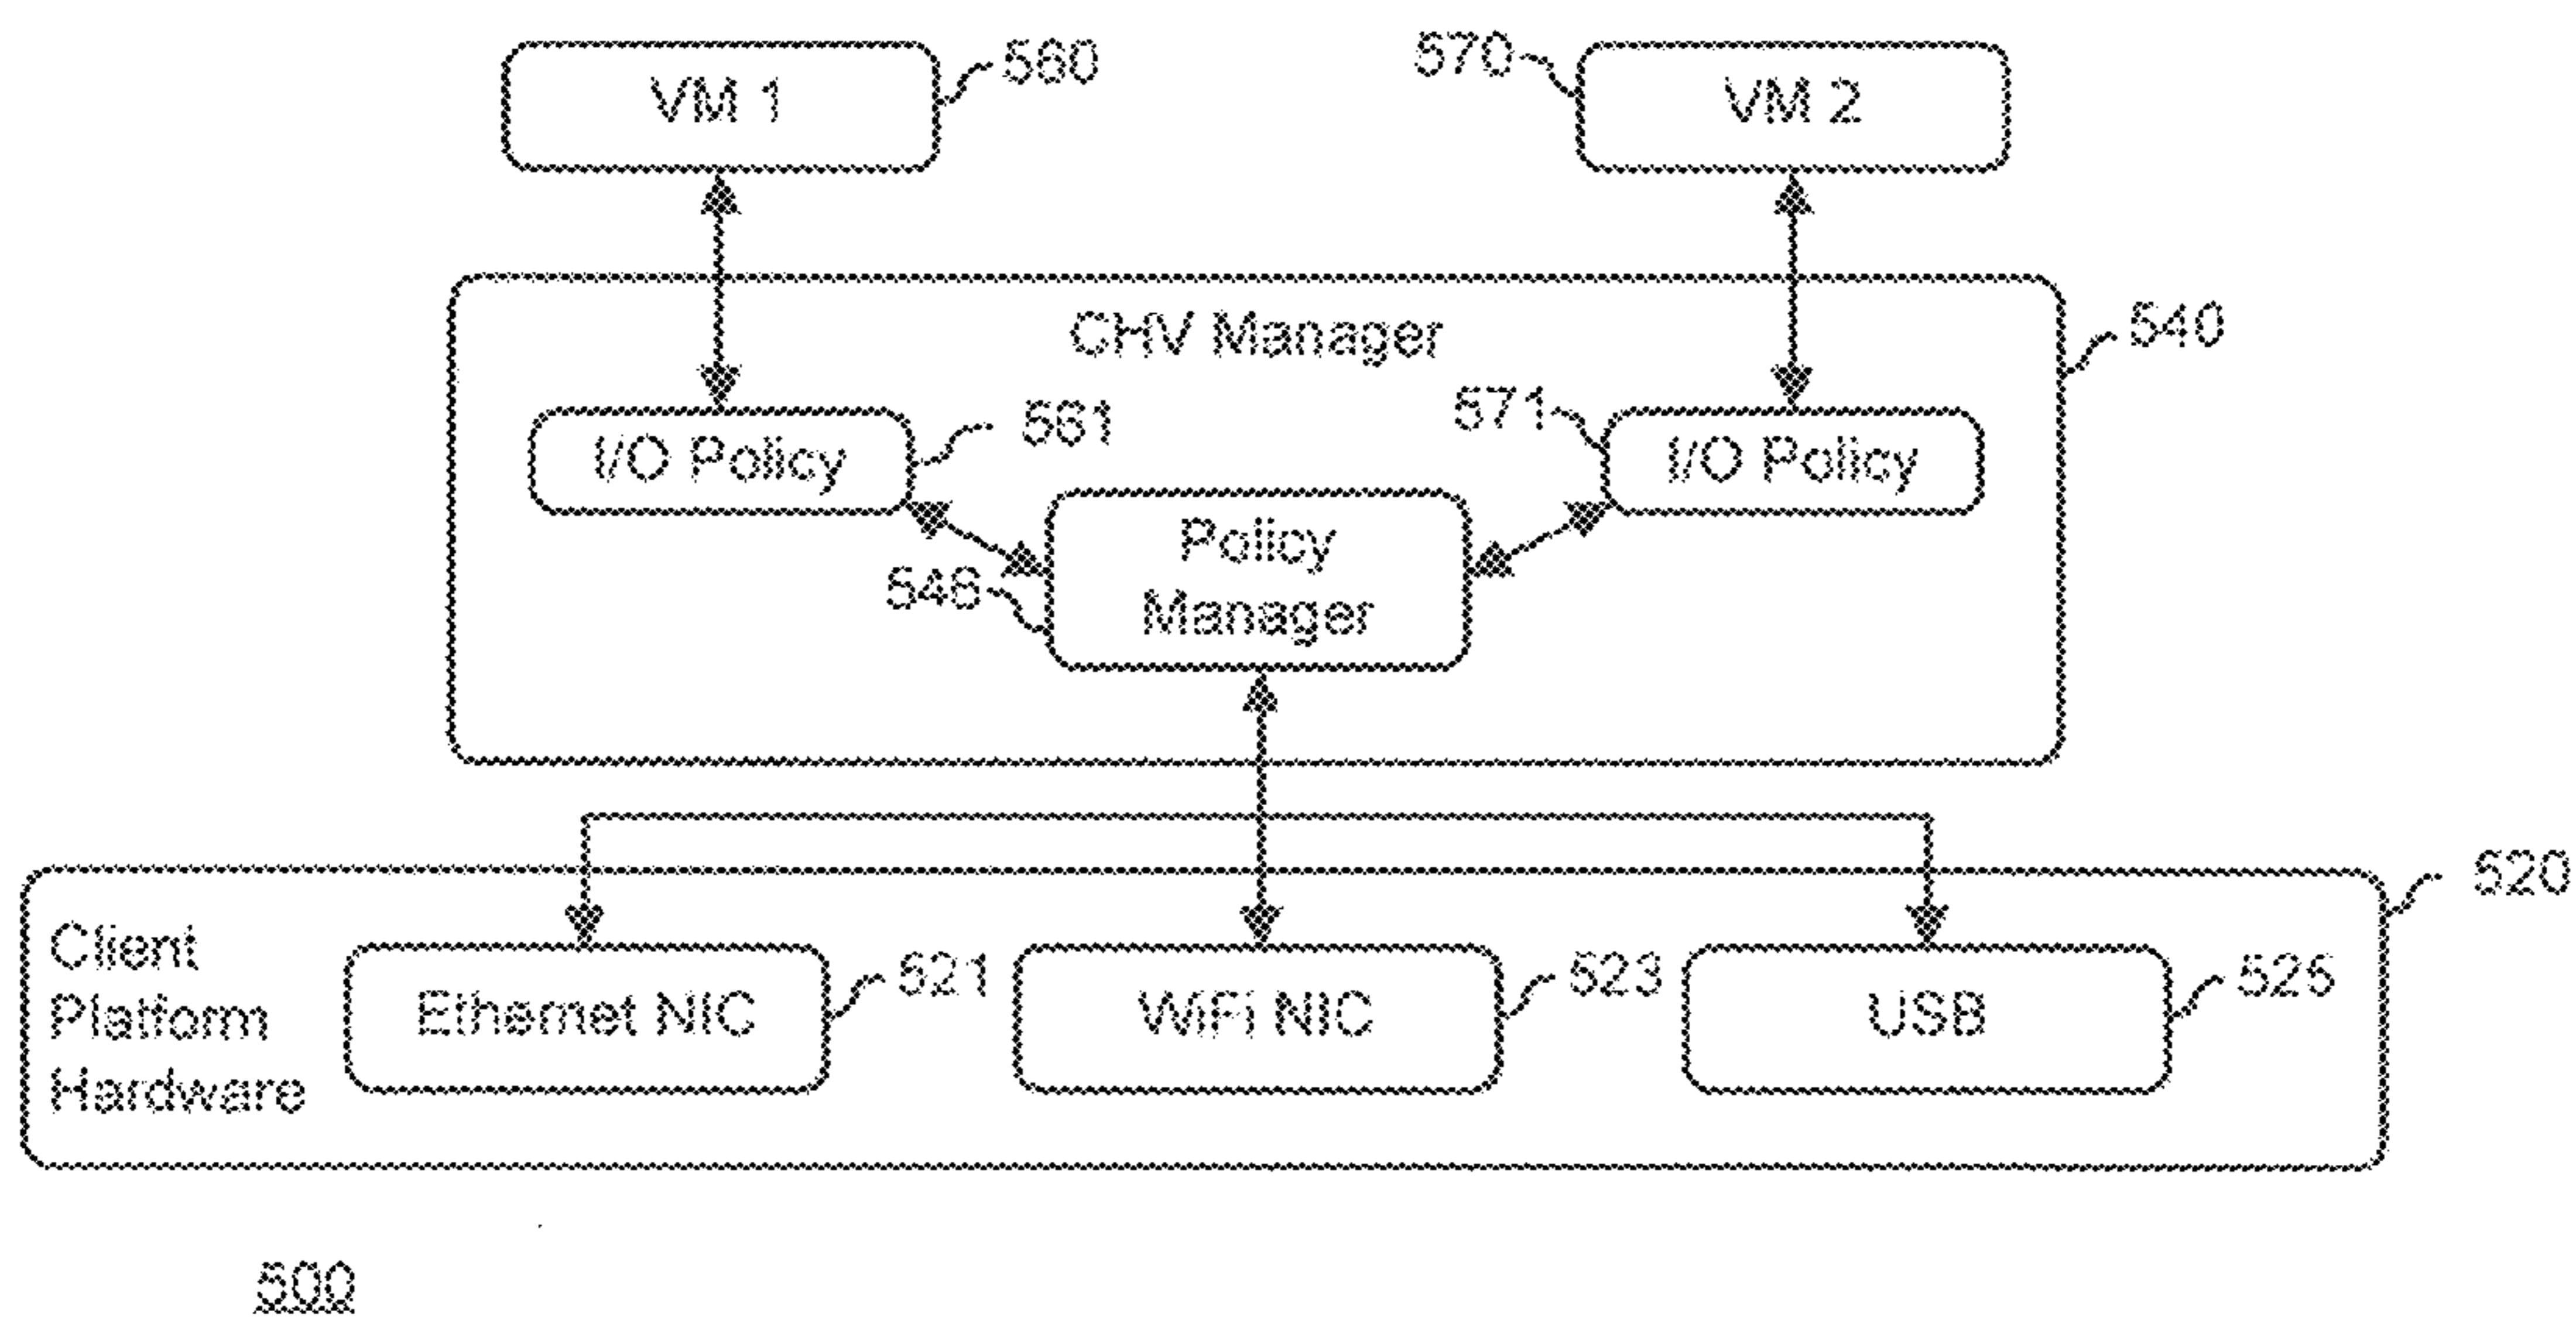 VM 1
560
570
VM 2
CHV Manager
540
I/O Policy
561
571
I/O Policy
Policy
Manager
546
Client
Platform
Hardware
520
Ethernet NIC
521
WiFi NIC
523
USB
525
500